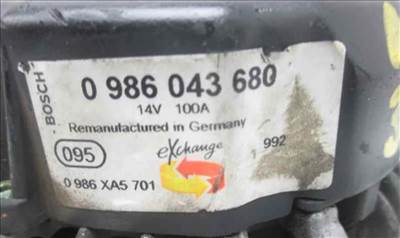 BOSCH
0 986 043 680
14V 100A
Remanufactured in Germany
095
eXchange
992
0 986 XA5 701